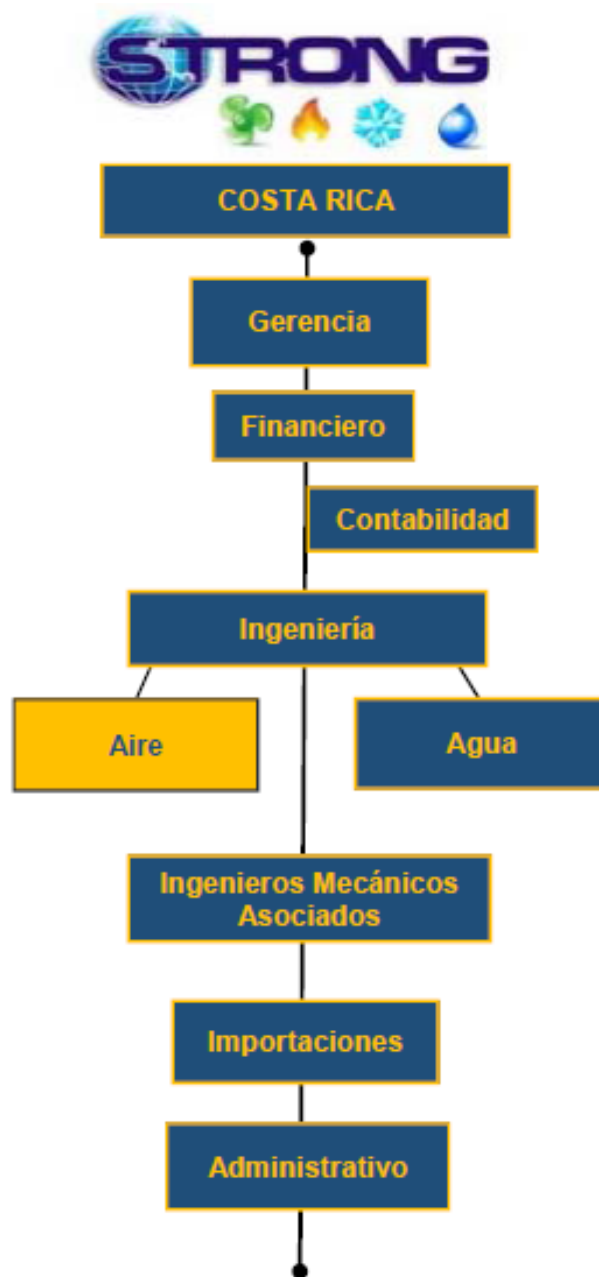 STRONG
COSTA RICA
Gerencia
Financiero
Contabilidad
Ingeniería
Aire
Agua
Ingenieros Mecánicos
Asociados
Importaciones
Administrativo